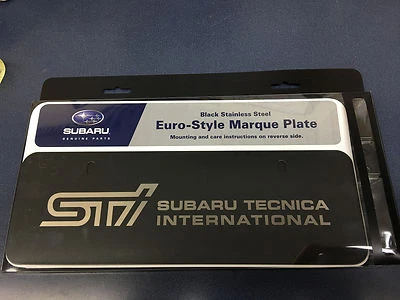 SUBARU
GENUINE PARTS
Black Stainless Steel
Euro-Style Marque Plate
Mounting and care instructions on reverse side.
STI
SUBARU TECNICA
INTERNATIONAL